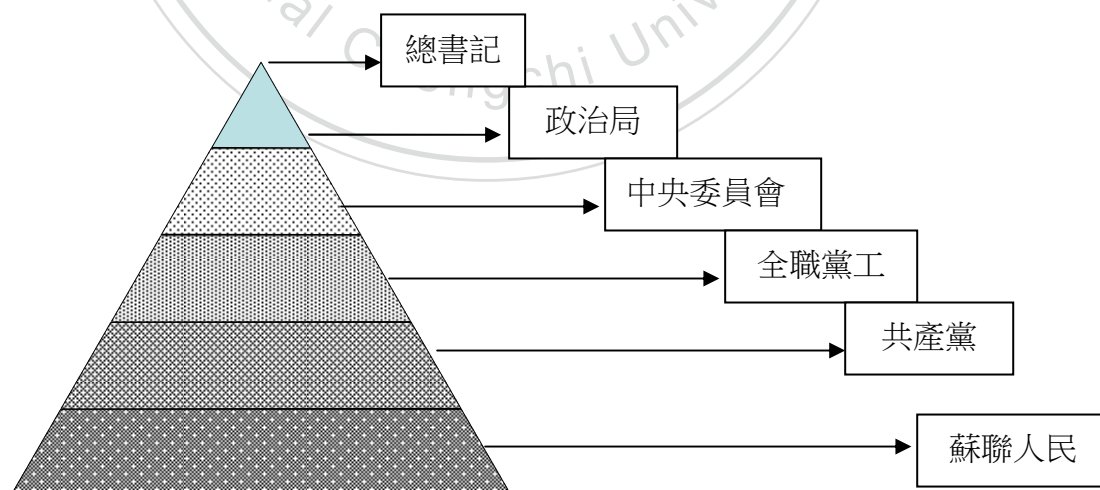 總書記
政治局
中央委員會
全職黨工
共產黨
蘇聯人民